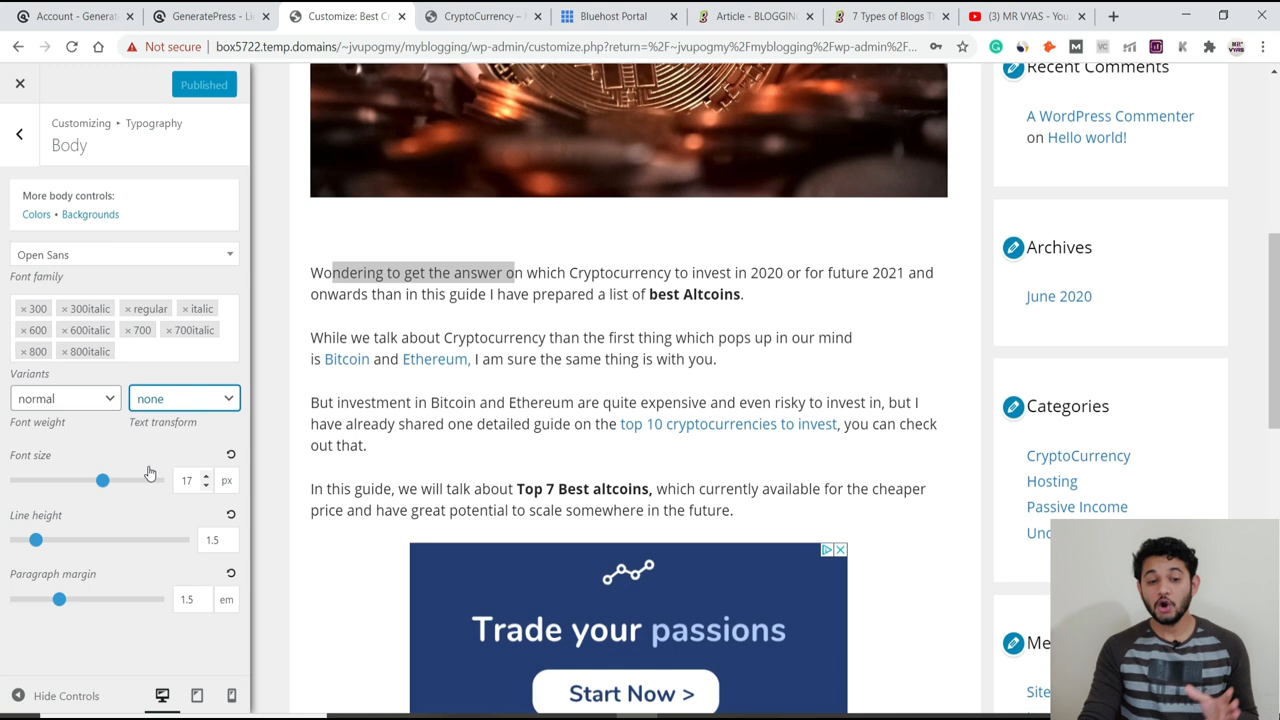 Account - Genera
GeneratePress - Li
Customize: Best C
CryptoCurrency –
Bluehost Portal
Article - BLOGGIN
7 Types of Blogs T
(3) MR VYAS - You
Not secure
box5722.temp.domains/~jvupogmy/myblogging/wp-admin/customize.php?return=%2F~jvupogmy%2Fmyblogging%2Fwp-admin%2F...
Published
Customizing ▸ Typography
Body
More body controls:
Colors • Backgrounds
Open Sans
Font family
× 300 × 300italic × regular × italic
× 600 × 600italic × 700 × 700italic
× 800 × 800italic
Variants
normal none
Font weight Text transform
Font size
17 px
Line height
1.5
Paragraph margin
1.5 em
Hide Controls
Wondering to get the answer on which Cryptocurrency to invest in 2020 or for future 2021 and
onwards than in this guide I have prepared a list of best Altcoins.
While we talk about Cryptocurrency than the first thing which pops up in our mind
is Bitcoin and Ethereum, I am sure the same thing is with you.
But investment in Bitcoin and Ethereum are quite expensive and even risky to invest in, but I
have already shared one detailed guide on the top 10 cryptocurrencies to invest, you can check
out that.
In this guide, we will talk about Top 7 Best altcoins, which currently available for the cheaper
price and have great potential to scale somewhere in the future.
Trade your passions
Start Now >
Recent Comments
A WordPress Commenter
on Hello world!
Archives
June 2020
Categories
CryptoCurrency
Hosting
Passive Income
Unc
Me
Site